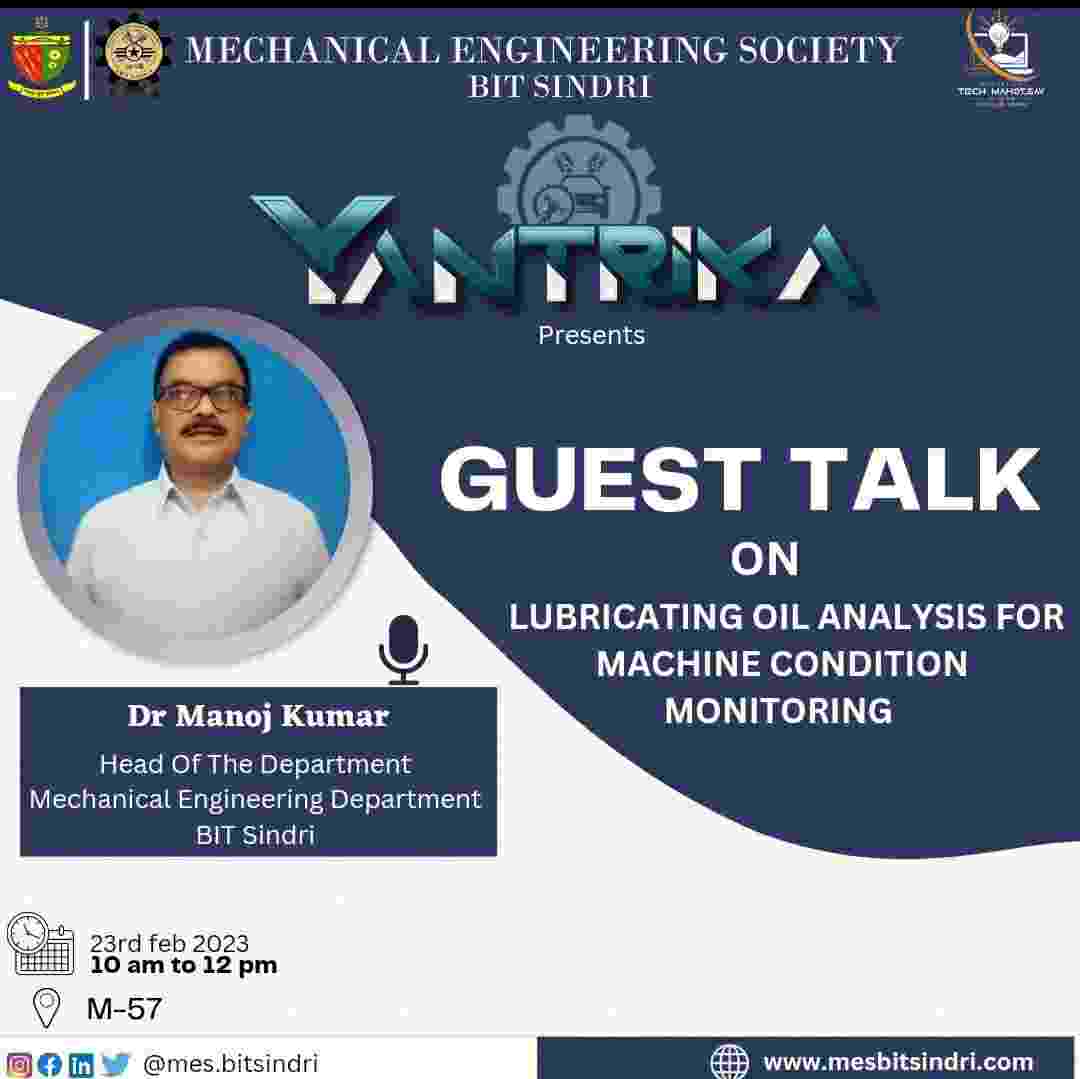 MECHANICAL ENGINEERING SOCIETY
BIT SINDRI
TECH MAHOTSAV
YANTRIKA
Presents
GUEST TALK
ON
LUBRICATING OIL ANALYSIS FOR
MACHINE CONDITION
MONITORING
Dr Manoj Kumar
Head Of The Department
Mechanical Engineering Department
BIT Sindri
23rd feb 2023
10 am to 12 pm
M-57
@mes.bitsindri
www.mesbitsindri.com